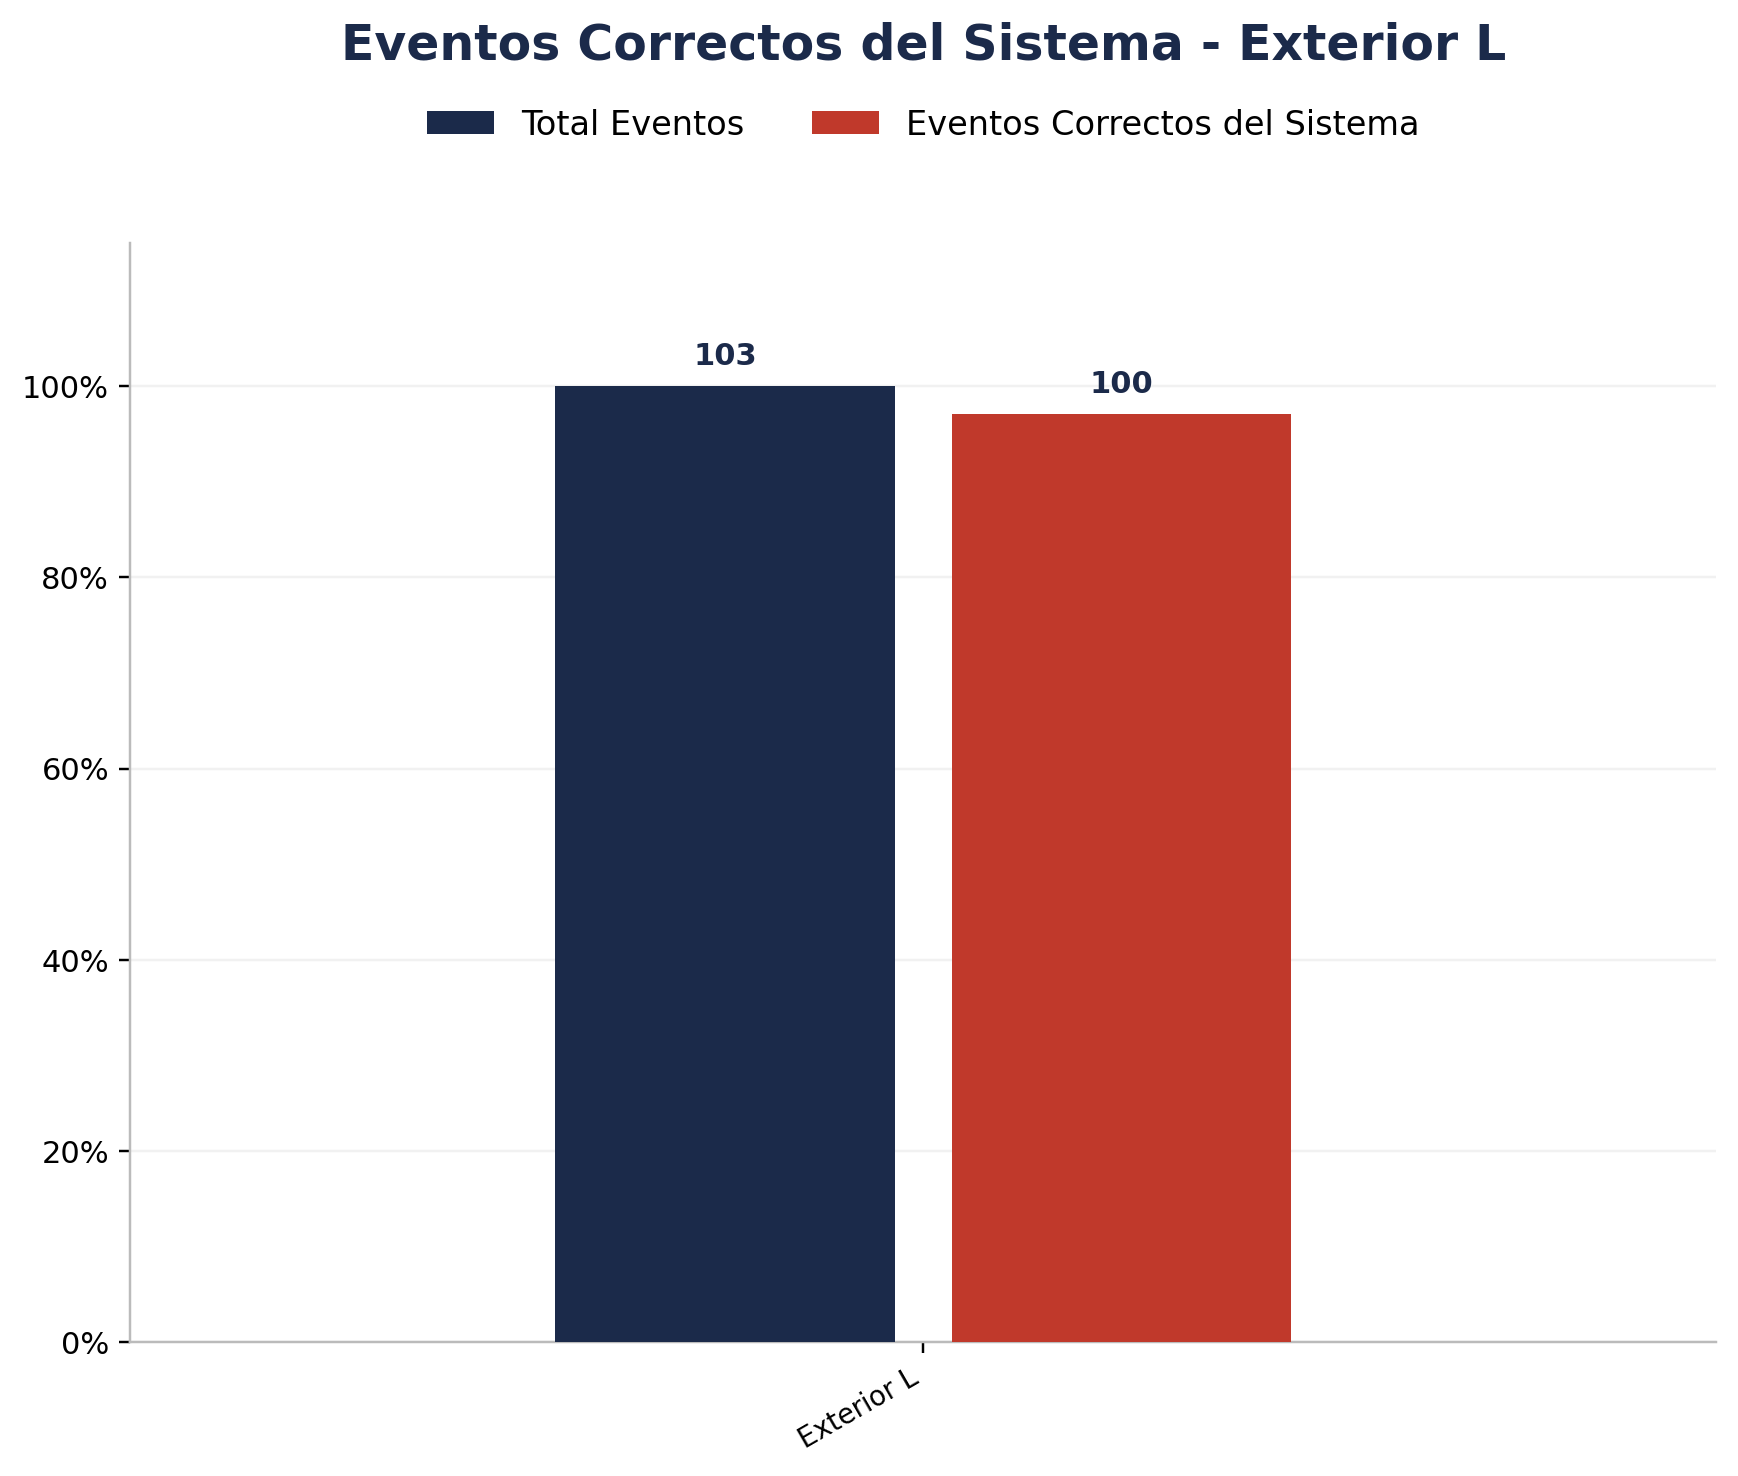 Eventos Correctos del Sistema - Exterior L
Total Eventos
Eventos Correctos del Sistema
103
100
100%
80%
60%
40%
20%
0%
Exterior L